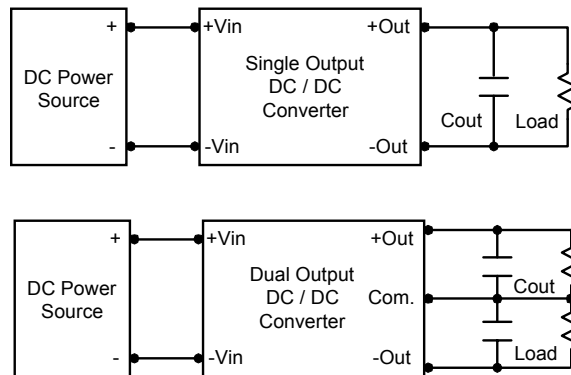 + +Vin +Out
Single Output
DC / DC
Converter
DC Power
Source
Cout Load
- -Vin -Out
+ +Vin +Out
Dual Output
DC / DC
Converter
DC Power
Source
Com.
Cout
Load
- -Vin -Out